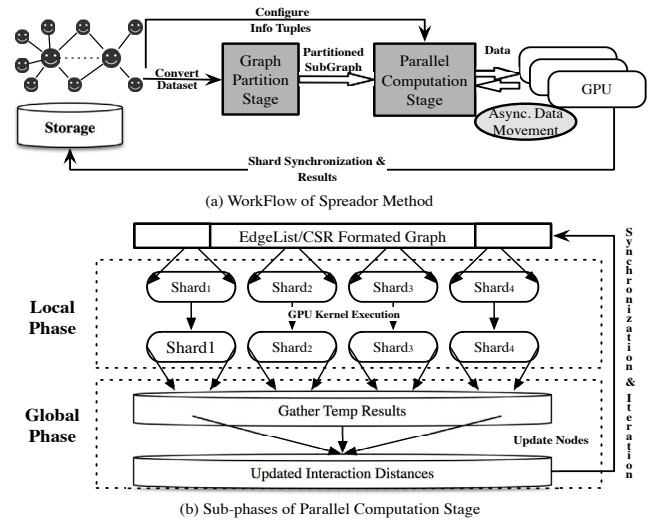 Configure
Info Tuples
Convert
Dataset
Graph
Partition
Stage
Partitioned
SubGraph
Parallel
Computation
Stage
Data
GPU
Async. Data
Movement
Storage
Shard Synchronization &
Results
(a) WorkFlow of Spreador Method
EdgeList/CSR Formated Graph
Local
Phase
Shard1
Shard2
Shard3
Shard4
GPU Kernel Execution
Shard1
Shard2
Shard3
Shard4
Global
Phase
Gather Temp Results
Update Nodes
Updated Interaction Distances
Synchronization & Iteration
(b) Sub-phases of Parallel Computation Stage